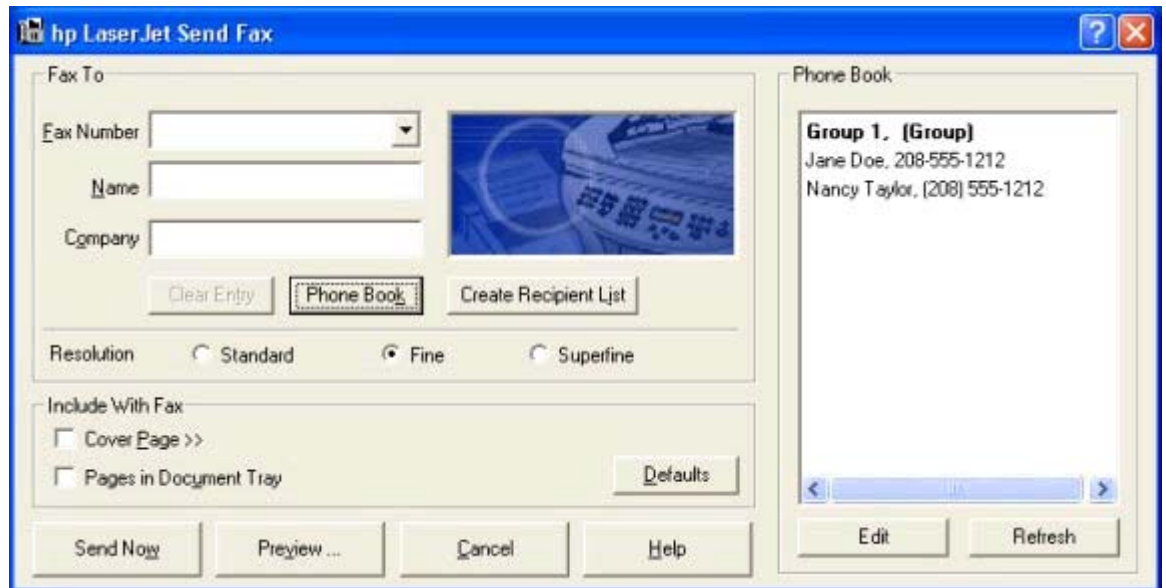 hp LaserJet Send Fax
Fax To
Fax Number
Name
Company
Clear Entry
Phone Book
Create Recipient List
Resolution
Standard
Fine
Superfine
Include With Fax
Cover Page >>
Pages in Document Tray
Defaults
Send Now
Preview ...
Cancel
Help
Phone Book
Group 1, (Group)
Jane Doe, 208-555-1212
Nancy Taylor, (208) 555-1212
Edit
Refresh